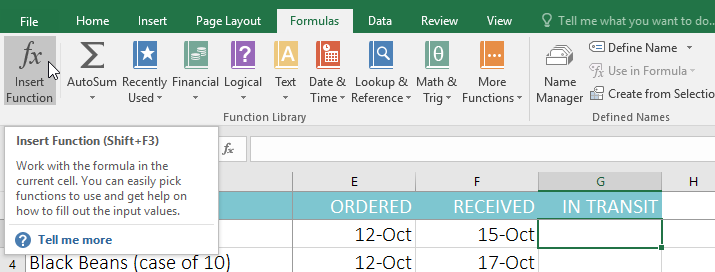 File Home Insert Page Layout Formulas Data Review View Tell me what you want to do...
fx
Insert Function
AutoSum
Recently Used
Financial
Logical
Text
Date & Time
Lookup & Reference
Math & Trig
More Functions
Name Manager
Define Name
Use in Formula
Create from Selectio
Function Library
Defined Names
Insert Function (Shift+F3)
Work with the formula in the
current cell. You can easily pick
functions to use and get help on
how to fill out the input values.
Tell me more
fx
E F G H
ORDERED RECEIVED IN TRANSIT
12-Oct 15-Oct
4 Black Beans (case of 10) 12-Oct 17-Oct